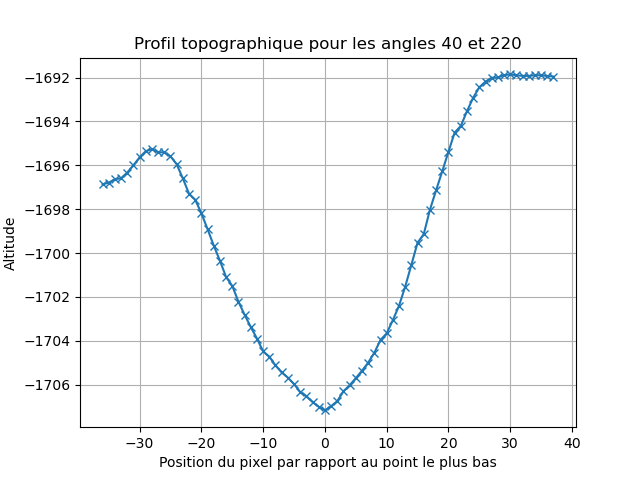 Profil topographique pour les angles 40 et 220
Altitude
−1692
−1694
−1696
−1698
−1700
−1702
−1704
−1706
−30 −20 −10 0 10 20 30 40
Position du pixel par rapport au point le plus bas